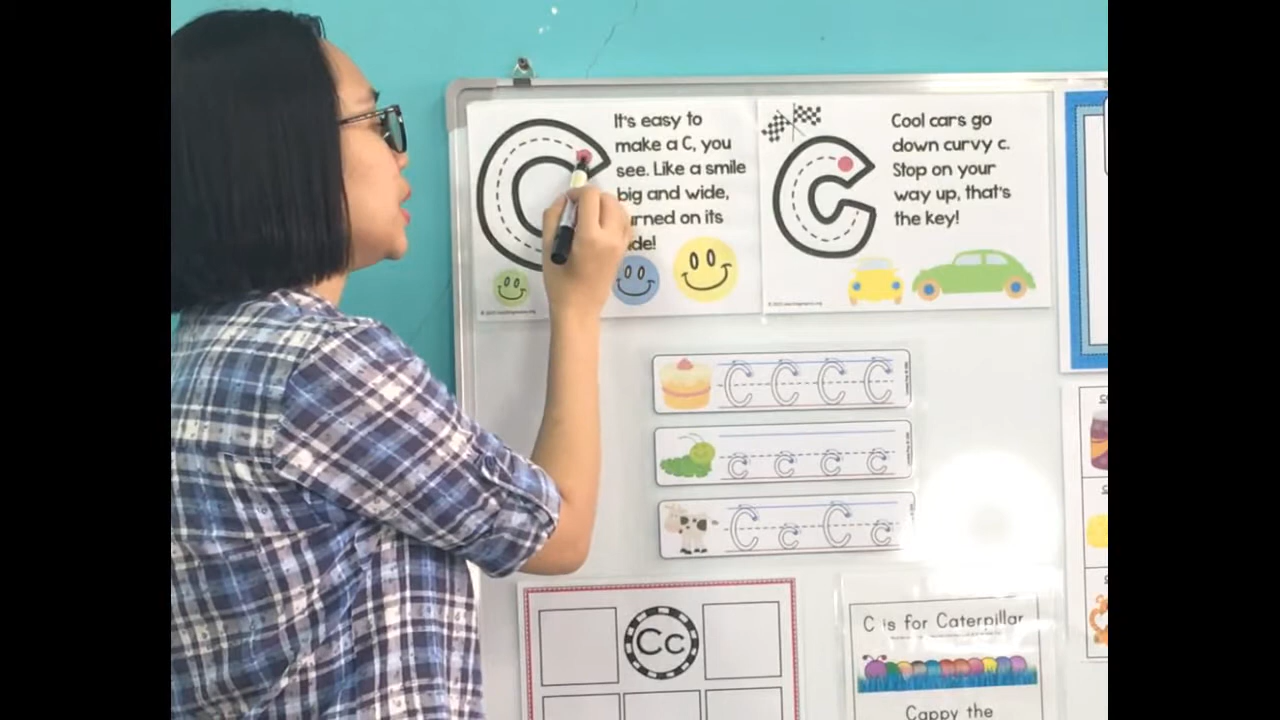 It's easy to
make a C, you
see. Like a smile
big and wide,
urned on its
de!
Cool cars go
down curvy c.
Stop on your
way up, that's
the key!
C C C C
c c c c
C c C c
Cc
C is for Caterpillar
Cappy the